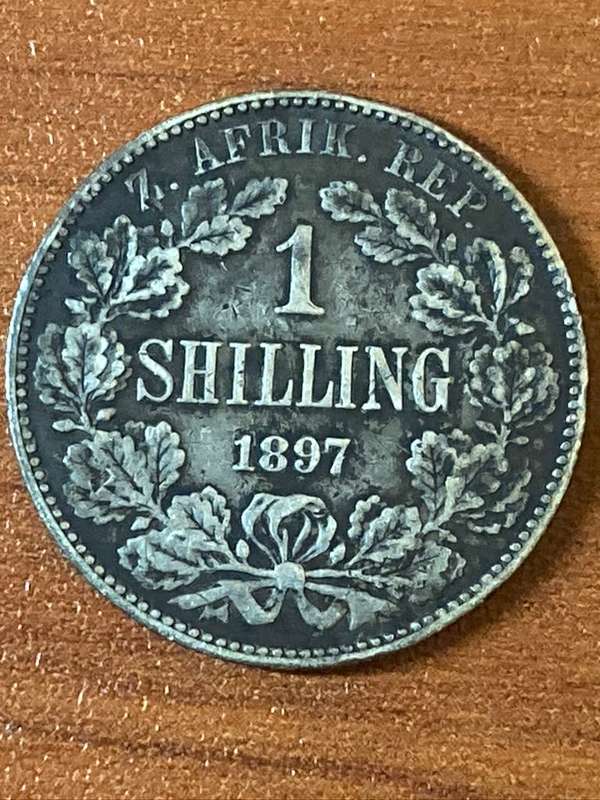 Z. AFRIK. REP.
1
SHILLING
1897